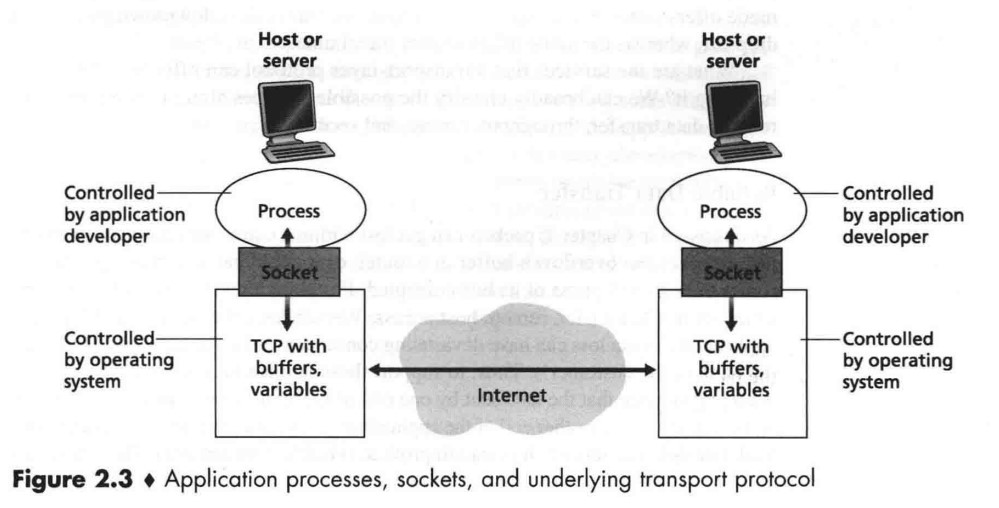 Host or
server
Host or
server
Controlled
by application
developer
Process
Process
Controlled
by application
developer
Socket
Socket
Controlled
by operating
system
TCP with
buffers,
variables
Internet
TCP with
buffers,
variables
Controlled
by operating
system
Figure 2.3 ♦ Application processes, sockets, and underlying transport protocol